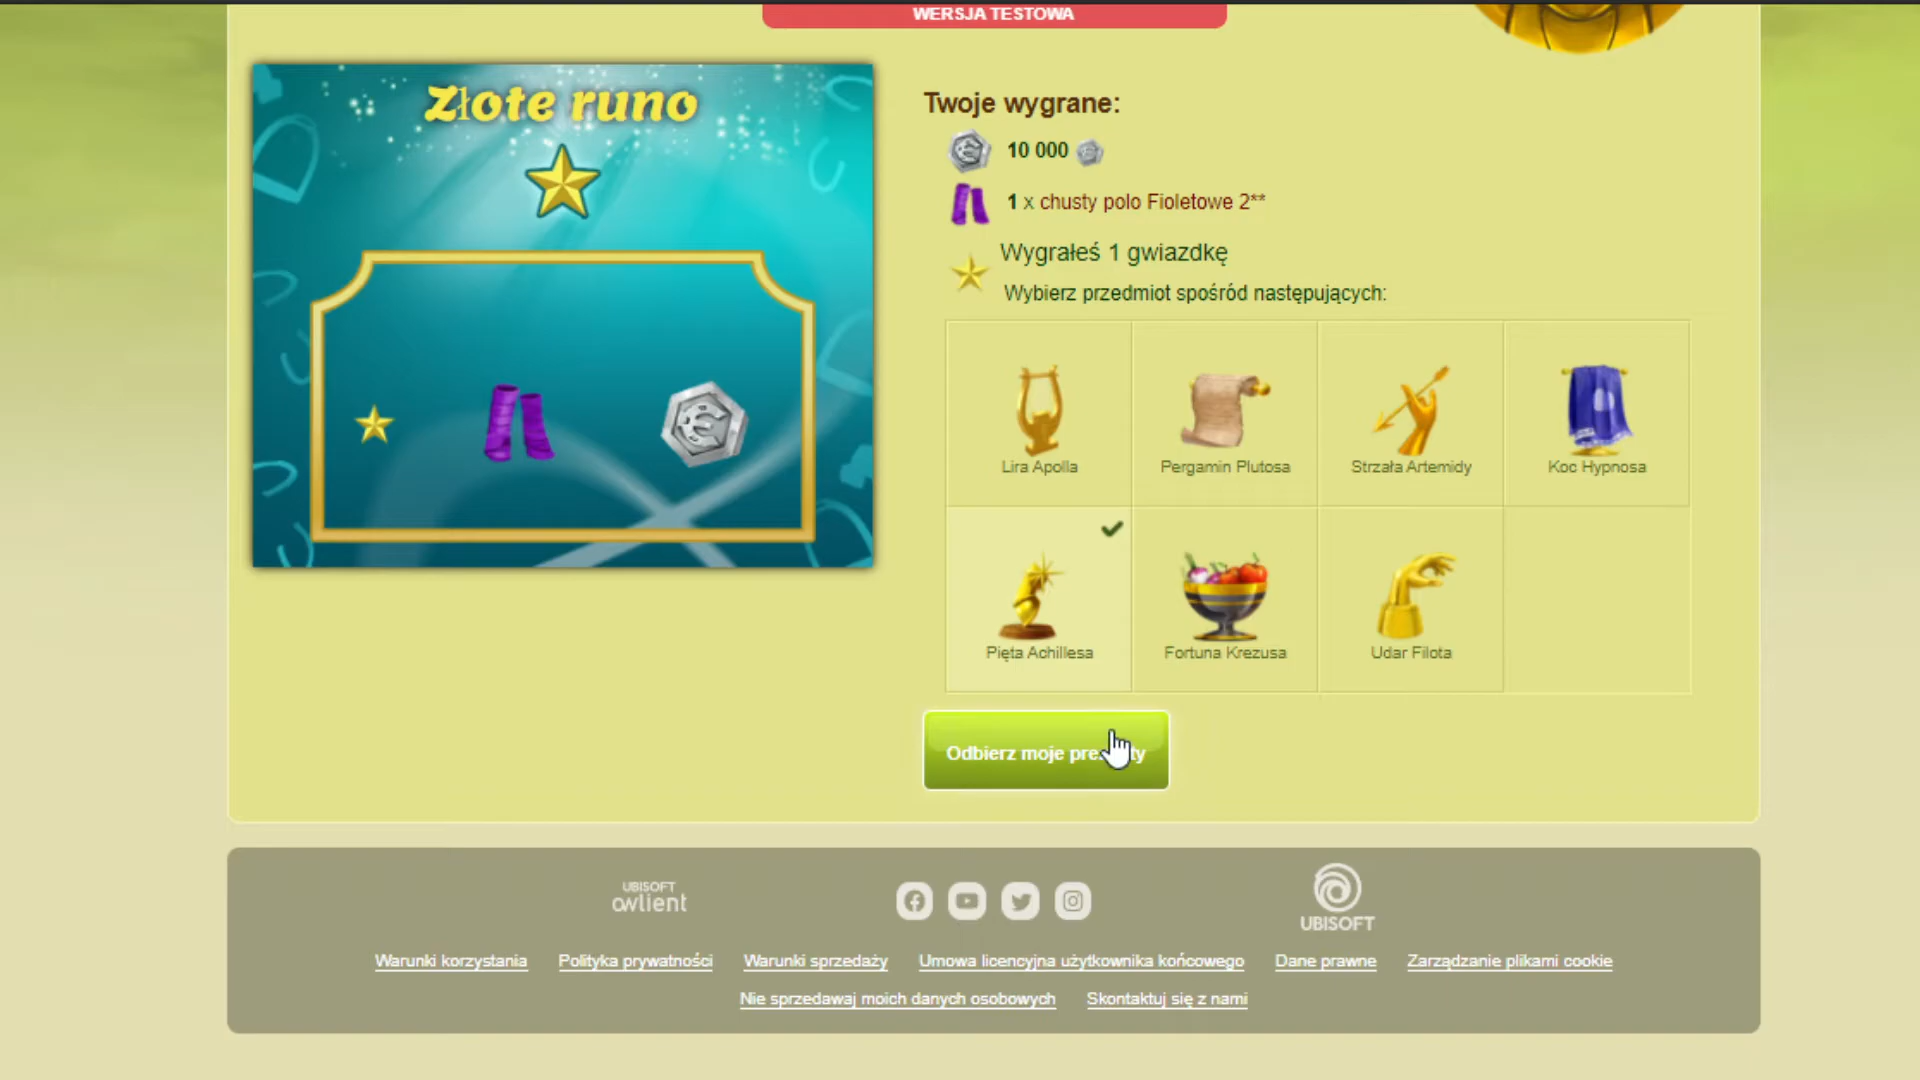 WERSJA TESTOWA
Złote runo
Twoje wygrane:
10 000
1 x chusty polo Fioletowe 2**
Wygrałeś 1 gwiazdkę
Wybierz przedmiot spośród następujących:
Lira Apolla
Pergamin Plutosa
Strzała Artemidy
Koc Hypnosa
Pięta Achillesa
Fortuna Krezusa
Udar Filota
Odbierz moje
UBISOFT
owlient
UBISOFT
Warunki korzystania
Polityka prywatności
Warunki sprzedaży
Umowa licencyjna użytkownika końcowego
Dane prawne
Zarządzanie plikami cookie
Nie sprzedawaj moich danych osobowych
Skontaktuj się z nami